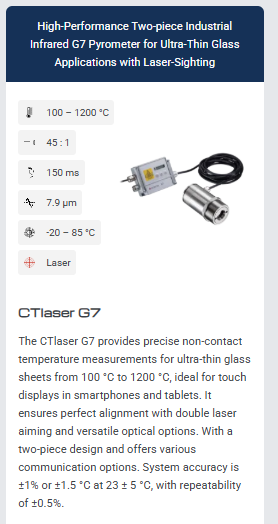 High-Performance Two-piece Industrial
Infrared G7 Pyrometer for Ultra-Thin Glass
Applications with Laser-Sighting
100 – 1200 °C
45 : 1
150 ms
7.9 µm
-20 – 85 °C
Laser
CTlaser G7
The CTlaser G7 provides precise non-contact
temperature measurements for ultra-thin glass
sheets from 100 °C to 1200 °C, ideal for touch
displays in smartphones and tablets. It
ensures perfect alignment with double laser
aiming and versatile optical options. With a
two-piece design and offers various
communication options. System accuracy is
±1% or ±1.5 °C at 23 ± 5 °C, with repeatability
of ±0.5%.